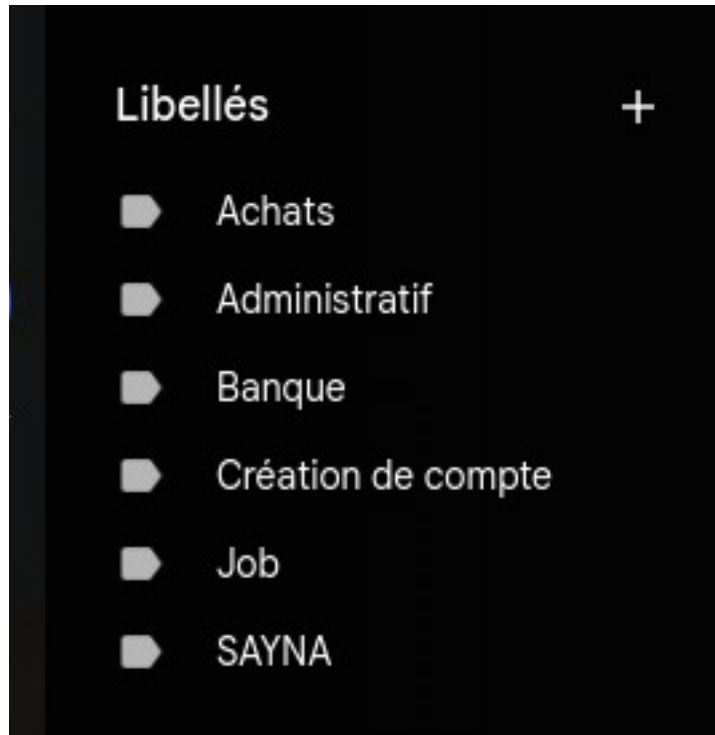 Libellés +
Achats
Administratif
Banque
Création de compte
Job
SAYNA